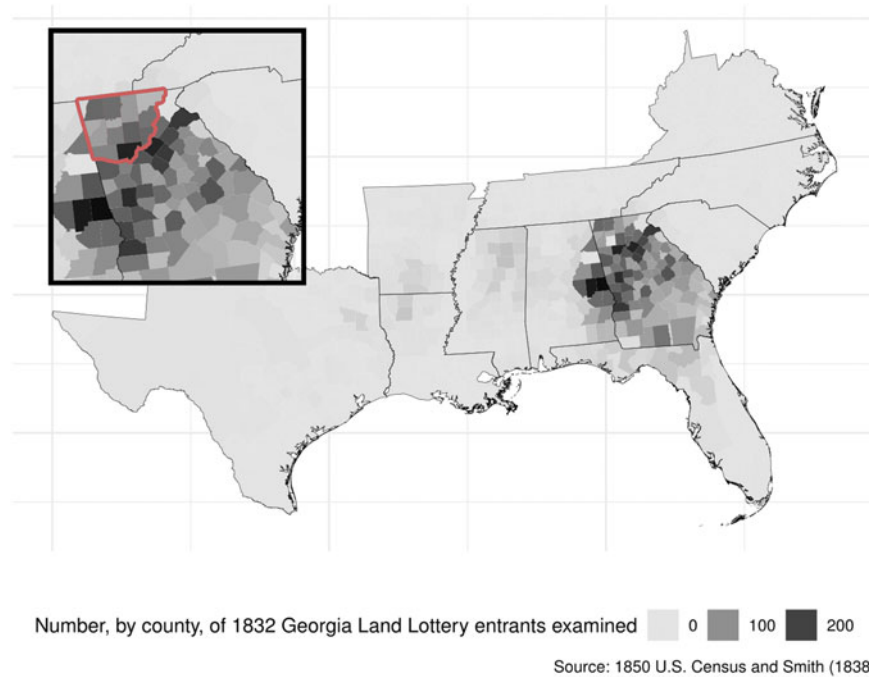 Number, by county, of 1832 Georgia Land Lottery entrants examined 0 100 200
Source: 1850 U.S. Census and Smith (1838